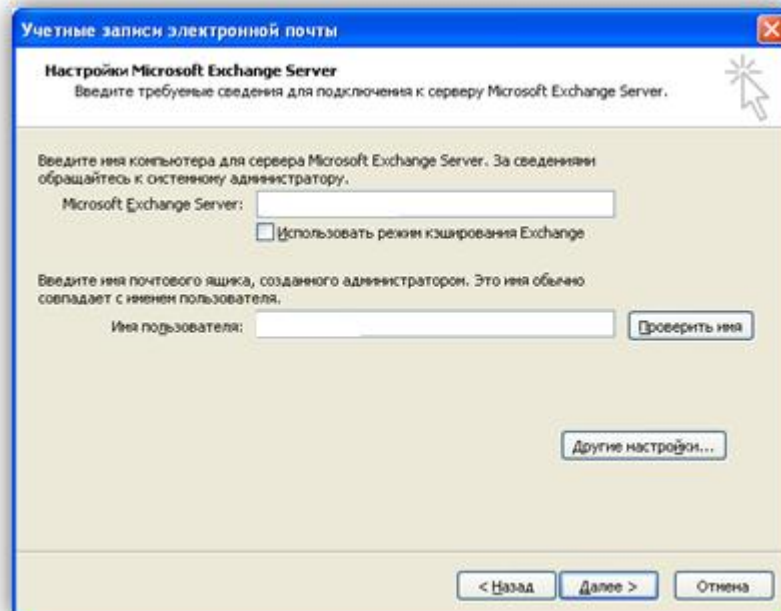 Учетные записи электронной почты
Настройки Microsoft Exchange Server
Введите требуемые сведения для подключения к серверу Microsoft Exchange Server.
Введите имя компьютера для сервера Microsoft Exchange Server. За сведениями
обращайтесь к системному администратору.
Microsoft Exchange Server:
Использовать режим кэширования Exchange
Введите имя почтового ящика, созданного администратором. Это имя обычно
совпадает с именем пользователя.
Имя пользователя:
Проверить имя
Другие настройки...
< Назад
Далее >
Отмена